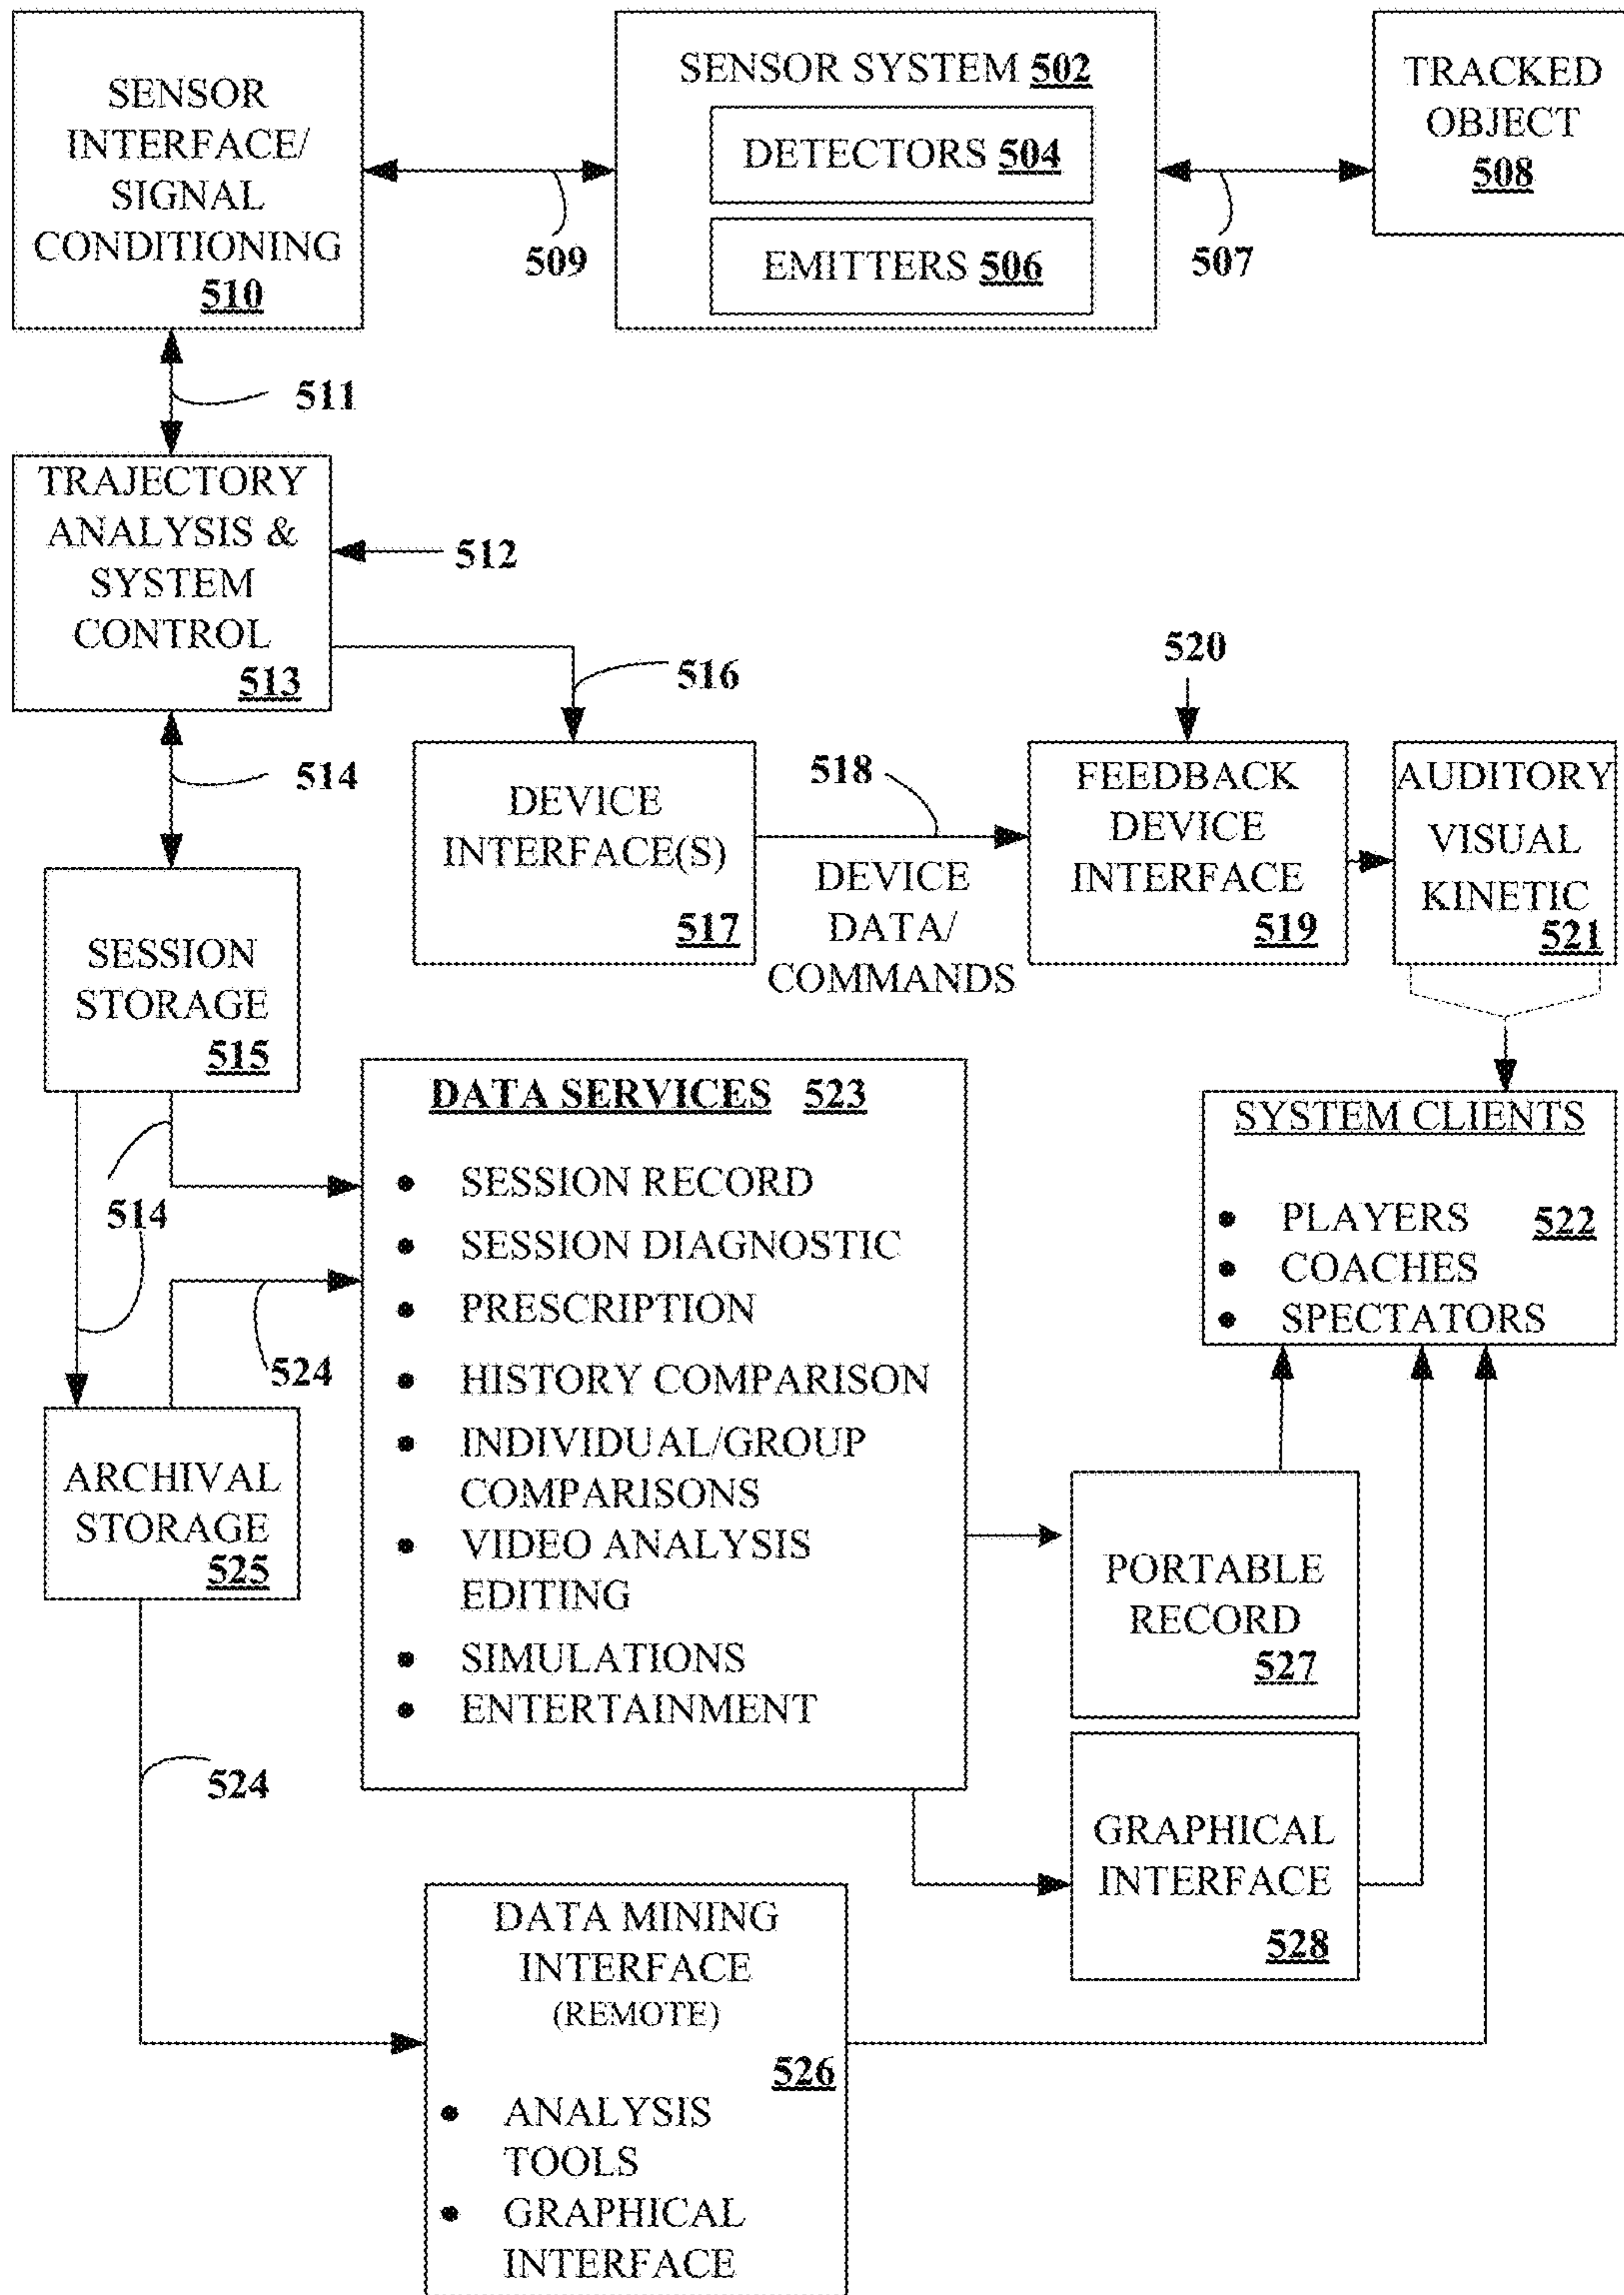 SENSOR
INTERFACE/
SIGNAL
CONDITIONING
510
509
SENSOR SYSTEM 502
DETECTORS 504
EMITTERS 506
507
TRACKED
OBJECT
508
511
TRAJECTORY
ANALYSIS &
SYSTEM
CONTROL
513
512
516
514
DEVICE
INTERFACE(S)
517
518
DEVICE
DATA/
COMMANDS
520
FEEDBACK
DEVICE
INTERFACE
519
AUDITORY
VISUAL
KINETIC
521
SESSION
STORAGE
515
514
524
ARCHIVAL
STORAGE
525
524
DATA SERVICES 523
• SESSION RECORD
• SESSION DIAGNOSTIC
• PRESCRIPTION
• HISTORY COMPARISON
• INDIVIDUAL/GROUP
COMPARISONS
• VIDEO ANALYSIS
EDITING
• SIMULATIONS
• ENTERTAINMENT
SYSTEM CLIENTS
522
• PLAYERS
• COACHES
• SPECTATORS
PORTABLE
RECORD
527
GRAPHICAL
INTERFACE
528
DATA MINING
INTERFACE
(REMOTE)
526
• ANALYSIS
TOOLS
• GRAPHICAL
INTERFACE